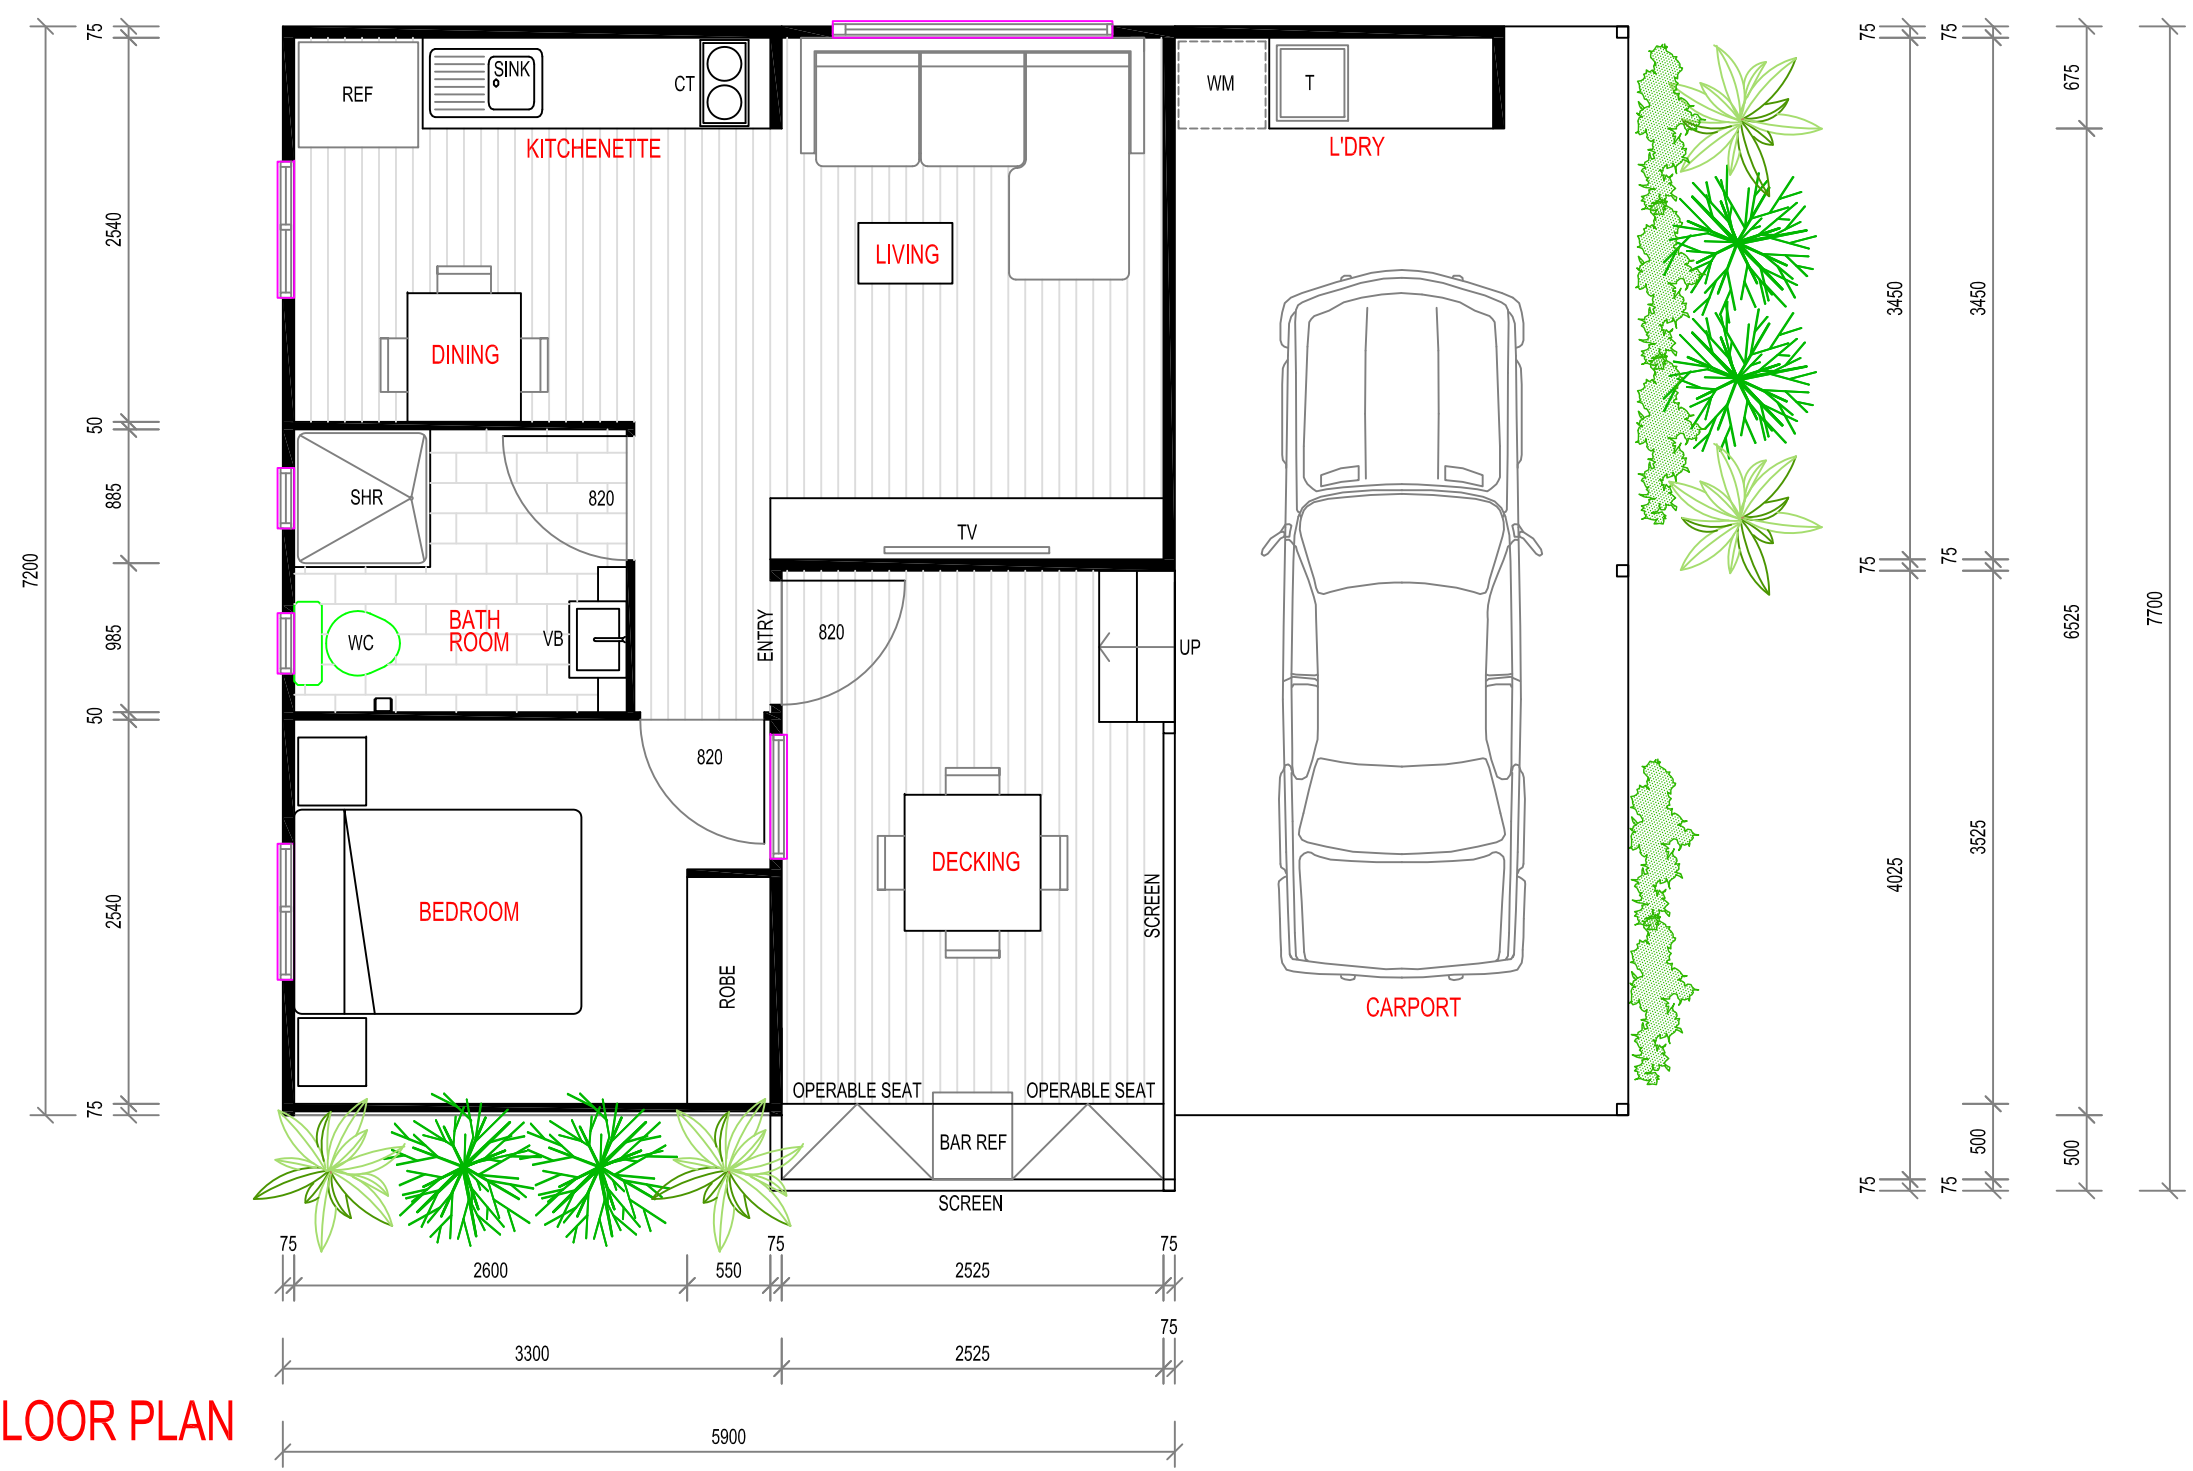 75
75
75
675
REF
SINK
CT
WM
T
KITCHENETTE
L'DRY
2540
LIVING
3450
3450
DINING
50
885
SHR
820
TV
7200
75
75
985
WC
BATH
ROOM
VB
ENTRY
820
UP
6525
7700
50
820
2540
BEDROOM
ROBE
DECKING
SCREEN
4025
3525
CARPORT
75
OPERABLE SEAT
OPERABLE SEAT
BAR REF
500
500
75
75
SCREEN
75
75
75
2600
550
2525
75
3300
2525
LOOR PLAN
5900